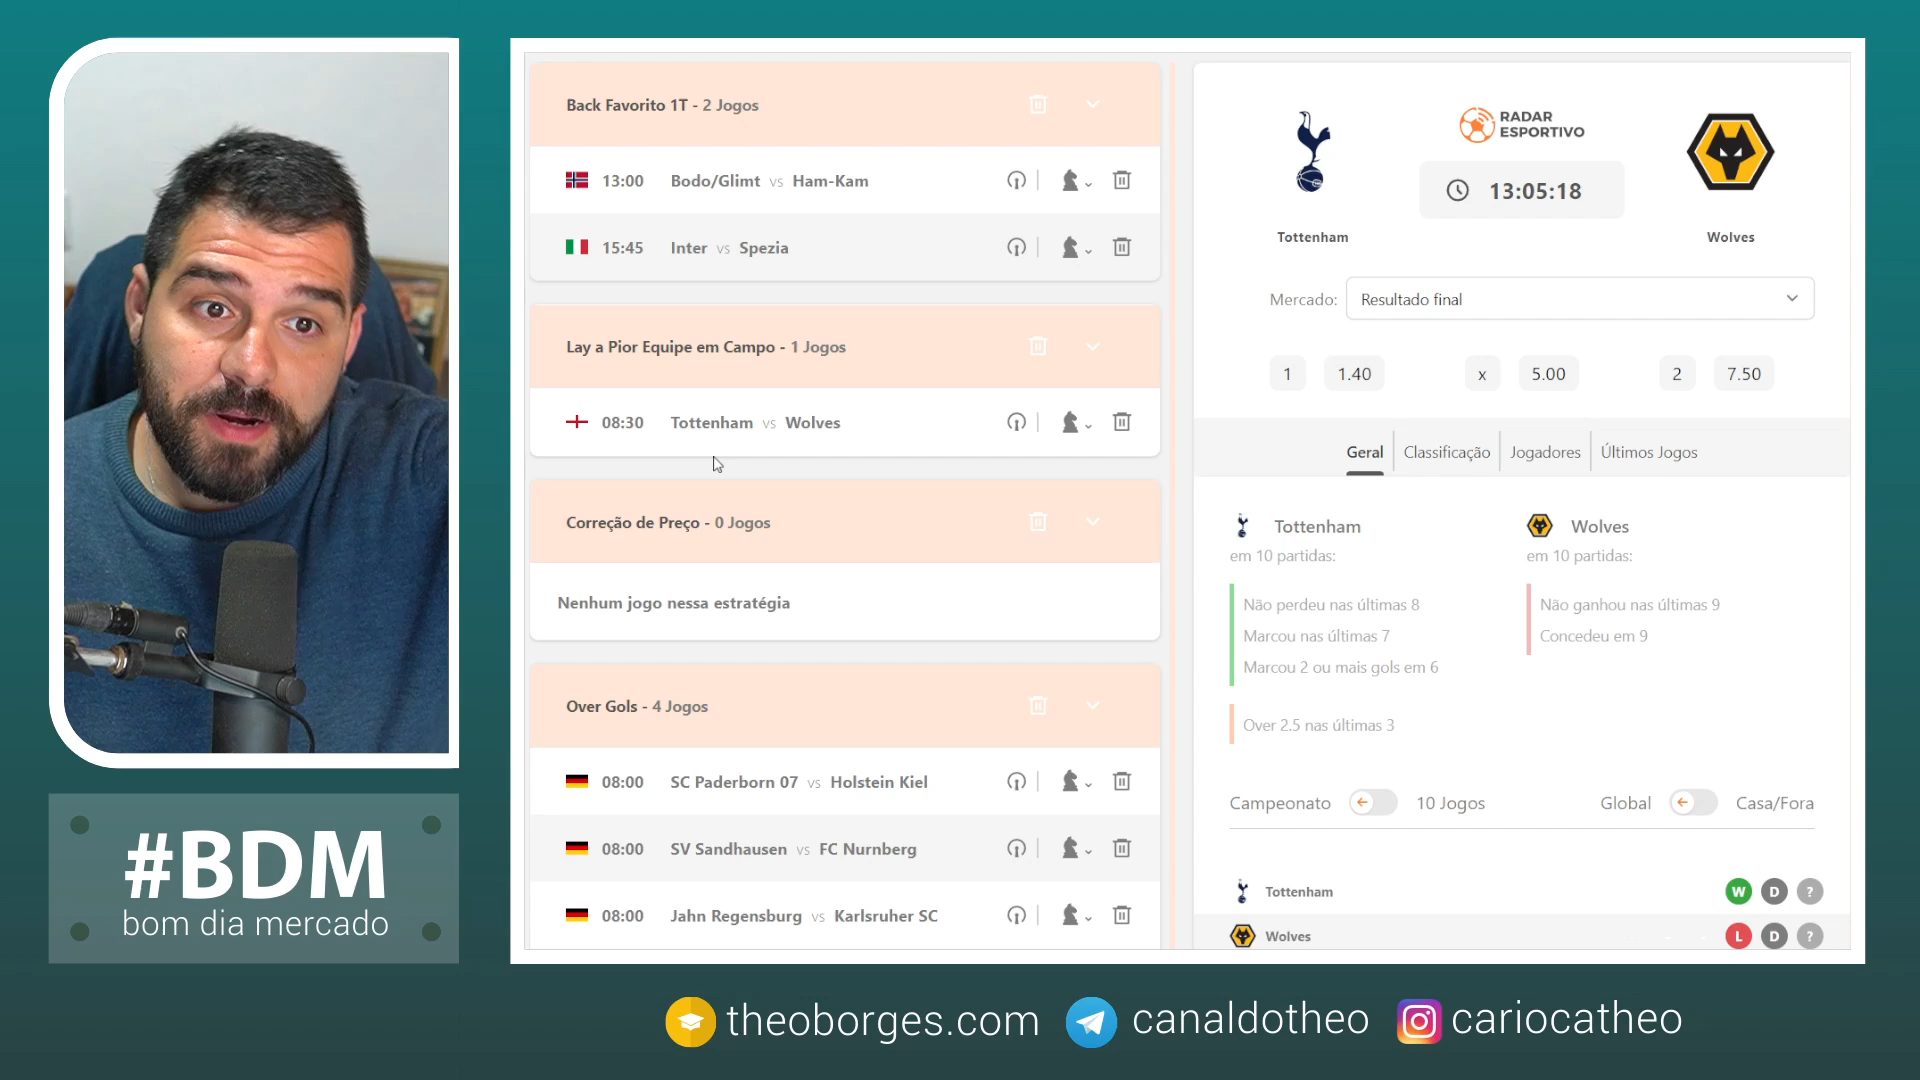 Back Favorito 1T - 2 Jogos
13:00 Bodo/Glimt vs Ham-Kam
15:45 Inter vs Spezia
Lay a Pior Equipe em Campo - 1 Jogos
08:30 Tottenham vs Wolves
Correção de Preço - 0 Jogos
Nenhum jogo nessa estratégia
Over Gols - 4 Jogos
08:00 SC Paderborn 07 vs Holstein Kiel
08:00 SV Sandhausen vs FC Nurnberg
08:00 Jahn Regensburg vs Karlsruher SC
RADAR
ESPORTIVO
13:05:18
Tottenham
Wolves
Mercado: Resultado final
1 1.40 x 5.00 2 7.50
Geral Classificação Jogadores Últimos Jogos
Tottenham
em 10 partidas:
Não perdeu nas últimas 8
Marcou nas últimas 7
Marcou 2 ou mais gols em 6
Over 2.5 nas últimas 3
Wolves
em 10 partidas:
Não ganhou nas últimas 9
Concedeu em 9
Campeonato 10 Jogos Global Casa/Fora
Tottenham W D ?
Wolves L D ?
#BDM
bom dia mercado
theoborges.com canaldotheo cariocatheo